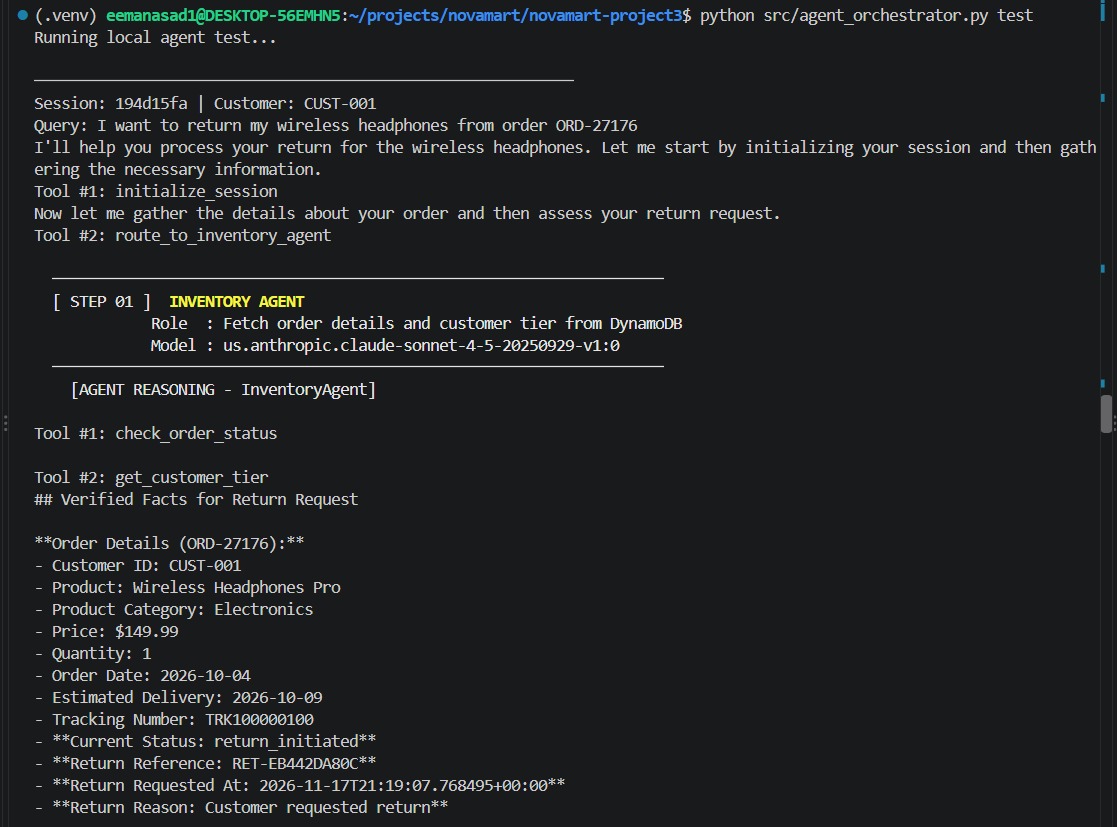 (.venv) eemanasad1@DESKTOP-56EMHN5:~/projects/novamart/novamart-project3$ python src/agent_orchestrator.py test
Running local agent test...
Session: 194d15fa | Customer: CUST-001
Query: I want to return my wireless headphones from order ORD-27176
I'll help you process your return for the wireless headphones. Let me start by initializing your session and then gath
ering the necessary information.
Tool #1: initialize_session
Now let me gather the details about your order and then assess your return request.
Tool #2: route_to_inventory_agent
[ STEP 01 ]  INVENTORY AGENT
Role  : Fetch order details and customer tier from DynamoDB
Model : us.anthropic.claude-sonnet-4-5-20250929-v1:0
[AGENT REASONING - InventoryAgent]
Tool #1: check_order_status
Tool #2: get_customer_tier
## Verified Facts for Return Request
**Order Details (ORD-27176):**
- Customer ID: CUST-001
- Product: Wireless Headphones Pro
- Product Category: Electronics
- Price: $149.99
- Quantity: 1
- Order Date: 2026-10-04
- Estimated Delivery: 2026-10-09
- Tracking Number: TRK100000100
- **Current Status: return_initiated**
- **Return Reference: RET-EB442DA80C**
- **Return Requested At: 2026-11-17T21:19:07.768495+00:00**
- **Return Reason: Customer requested return**